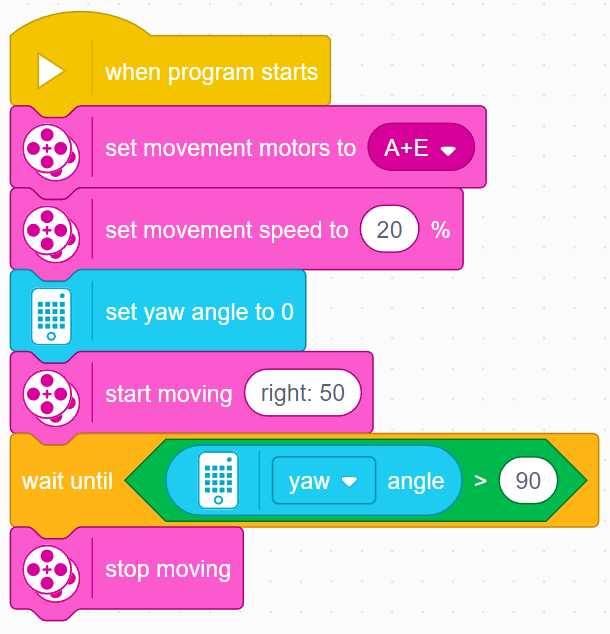 when program starts
set movement motors to A+E
set movement speed to 20 %
set yaw angle to 0
start moving right: 50
wait until yaw angle > 90
stop moving